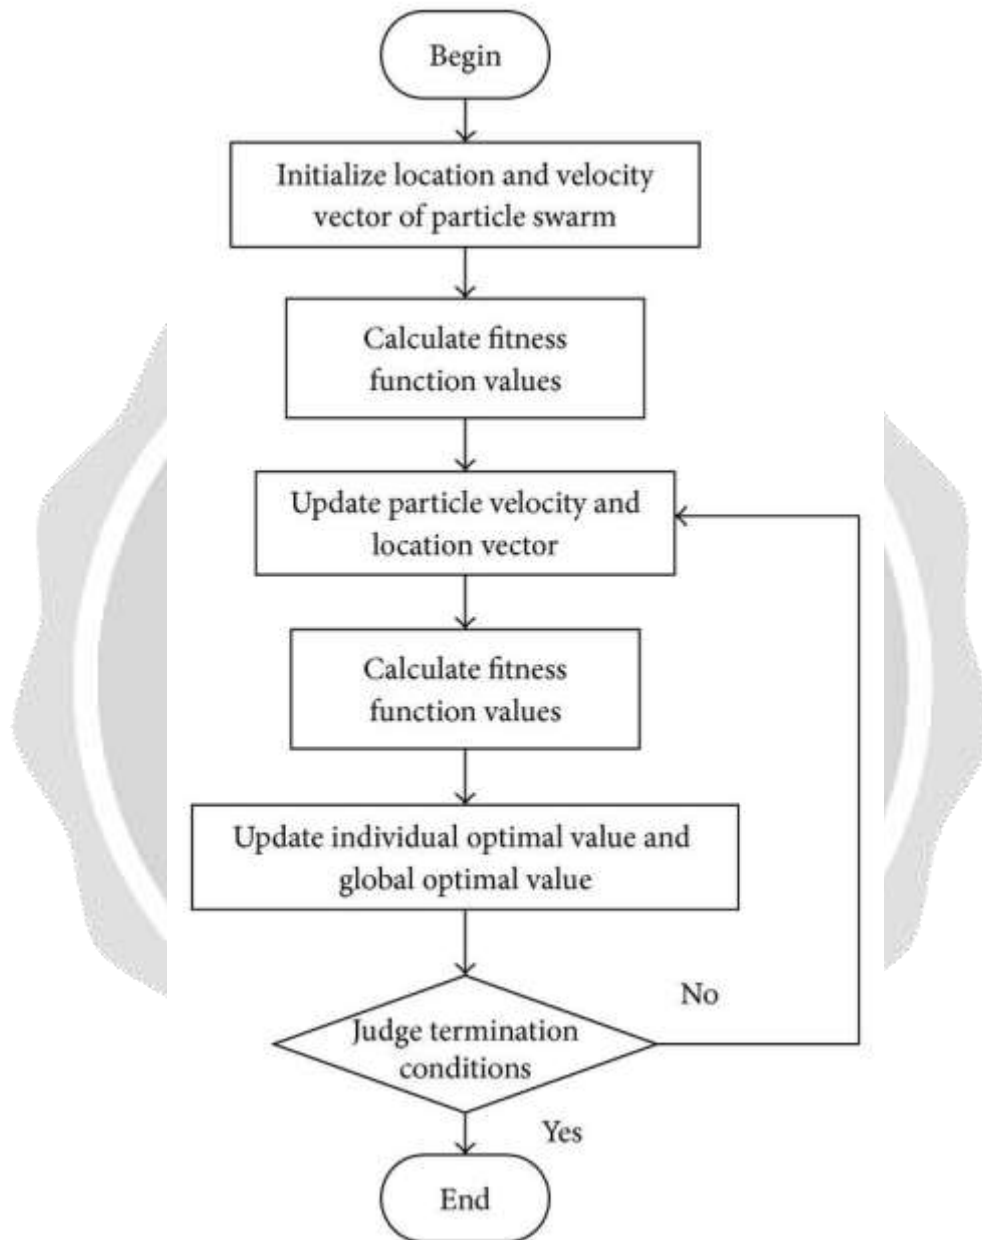 Begin
Initialize location and velocity
vector of particle swarm
Calculate fitness
function values
Update particle velocity and
location vector
Calculate fitness
function values
Update individual optimal value and
global optimal value
Judge termination
conditions
No
Yes
End